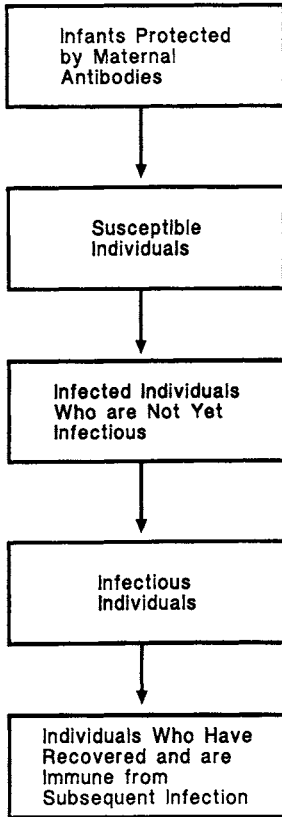 Infants Protected
by Maternal
Antibodies
Susceptible
Individuals
Infected Individuals
Who are Not Yet
Infectious
Infectious
Individuals
Individuals Who Have
Recovered and are
Immune from
Subsequent Infection